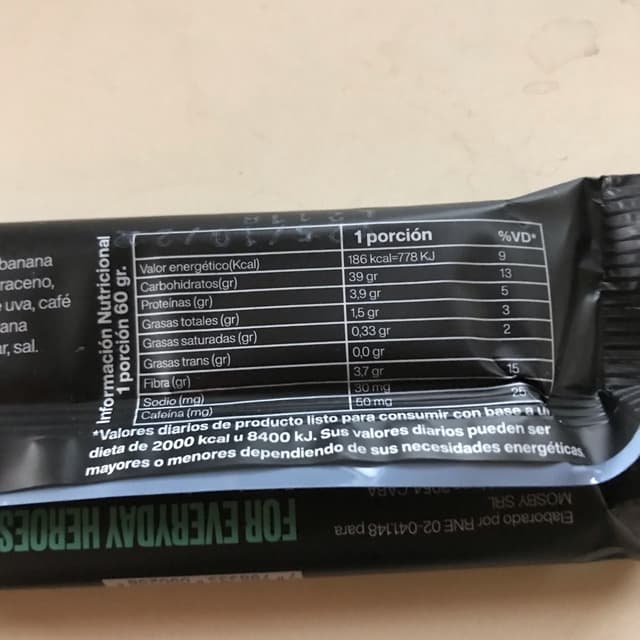 banana
raceno,
uva, café
ana
r, sal.
Información Nutricional
1 porción 60 gr.
1 porción %VD*
Valor energético(Kcal) 186 kcal=778 KJ 9
Carbohidratos(gr) 39 gr 13
Proteínas (gr) 3,9 gr 5
Grasas totales (gr) 1,5 gr 3
Grasas saturadas (gr) 0,33 gr 2
Grasas trans (gr) 0,0 gr
Fibra (gr) 3.7 gr 15
Sodio (mg) 30 mg
Cafeína (mg) 50 mg 25
*Valores diarios de producto listo para consumir con base a un
dieta de 2000 kcal u 8400 kJ. Sus valores diarios pueden ser
mayores o menores dependiendo de sus necesidades energéticas.
Elaborado por RNE 02-041.148 para
MOSBY SRL
FOR EVERYDAY HEROES